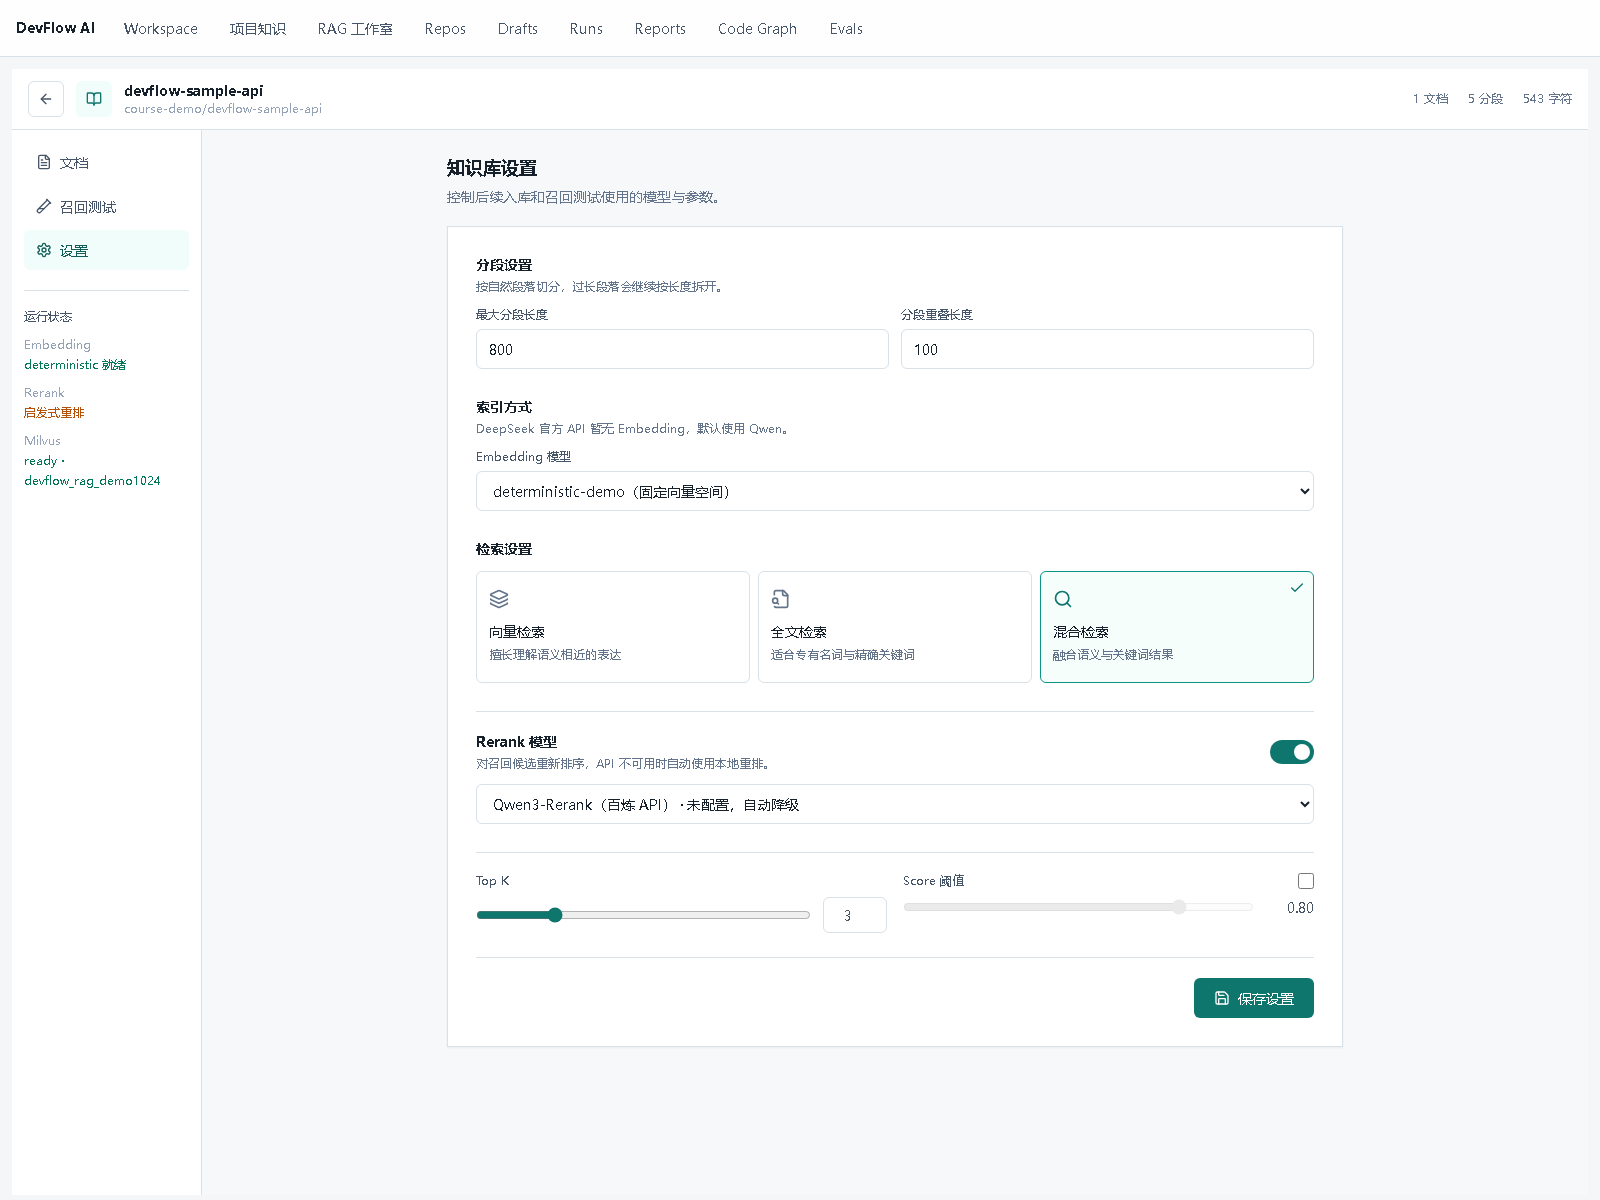 DevFlow AI Workspace 项目知识 RAG 工作室 Repos Drafts Runs Reports Code Graph Evals
devflow-sample-api
course-demo/devflow-sample-api
1 文档 5 分段 543 字符
文档
召回测试
设置
运行状态
Embedding
deterministic 就绪
Rerank
启发式重排
Milvus
ready ·
devflow_rag_demo1024
知识库设置
控制后续入库和召回测试使用的模型与参数。
分段设置
按自然段落切分，过长段落会继续按长度拆开。
最大分段长度 分段重叠长度
800 100
索引方式
DeepSeek 官方 API 暂无 Embedding，默认使用 Qwen。
Embedding 模型
deterministic-demo（固定向量空间）
检索设置
向量检索
擅长理解语义相近的表达
全文检索
适合专有名词与精确关键词
混合检索
融合语义与关键词结果
Rerank 模型
对召回候选重新排序，API 不可用时自动使用本地重排。
Qwen3-Rerank（百炼 API） · 未配置，自动降级
Top K
3
Score 阈值
0.80
保存设置